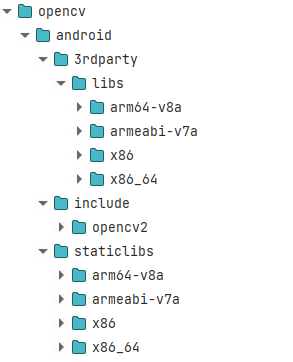 opencv
android
3rdparty
libs
arm64-v8a
armeabi-v7a
x86
x86_64
include
opencv2
staticlibs
arm64-v8a
armeabi-v7a
x86
x86_64